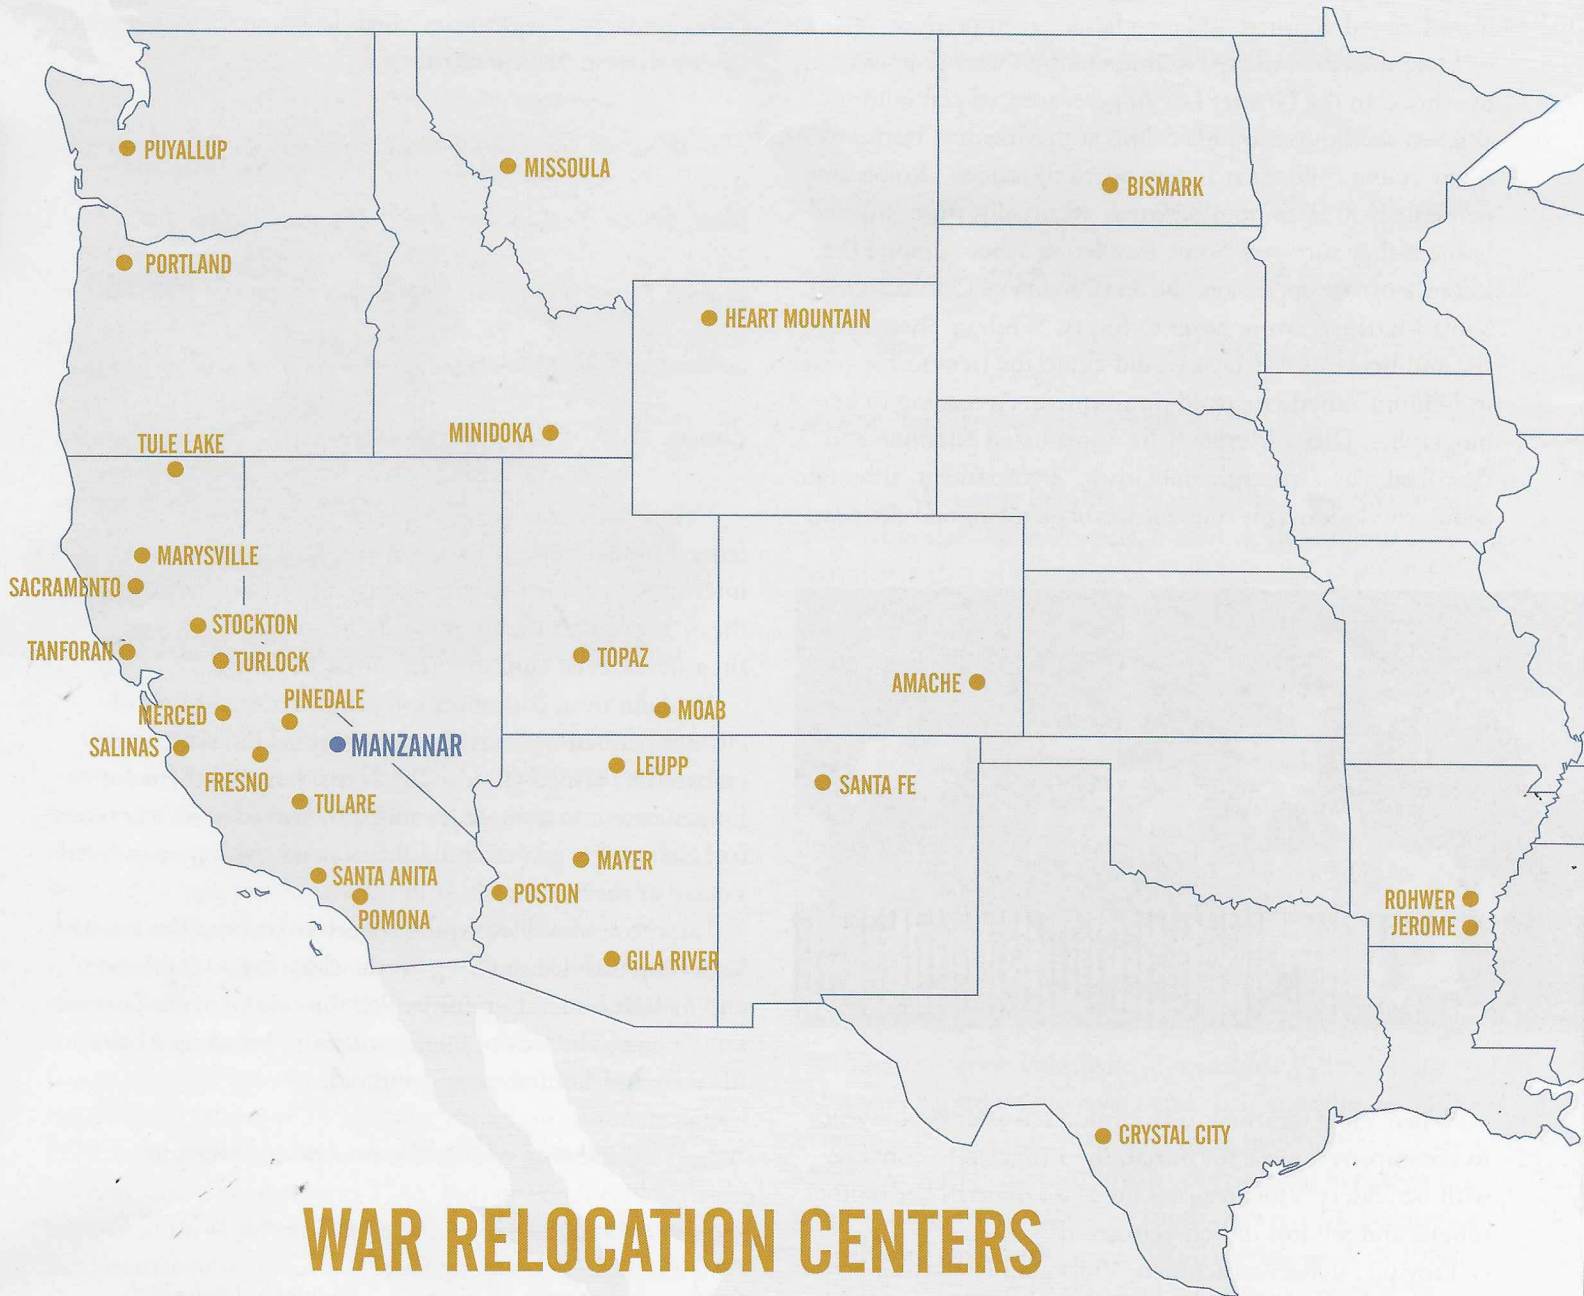 PUYALLUP
MISSOULA
BISMARK
PORTLAND
HEART MOUNTAIN
MINIDOKA
TULE LAKE
MARYSVILLE
SACRAMENTO
STOCKTON
TANFORAN
TURLOCK
TOPAZ
AMACHE
PINEDALE
MOAB
MERCED
SALINAS
MANZANAR
LEUPP
FRESNO
SANTA FE
TULARE
MAYER
SANTA ANITA
POSTON
POMONA
ROHWER
JEROME
GILA RIVER
CRYSTAL CITY
WAR RELOCATION CENTERS